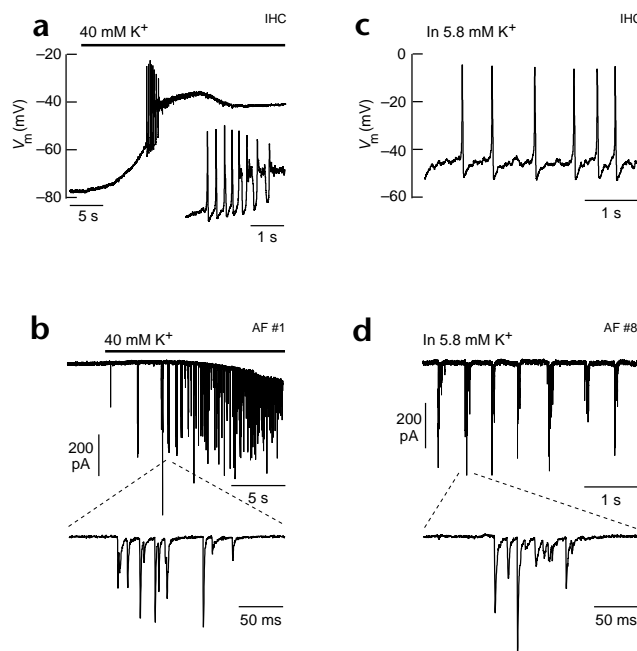 a
40 mM K⁺
IHC
–20
–40
–60
–80
Vm (mV)
5 s
1 s
c
In 5.8 mM K⁺
IHC
0
–20
–40
–60
Vm (mV)
1 s
b
40 mM K⁺
AF #1
200
pA
5 s
50 ms
d
In 5.8 mM K⁺
AF #8
200
pA
1 s
50 ms